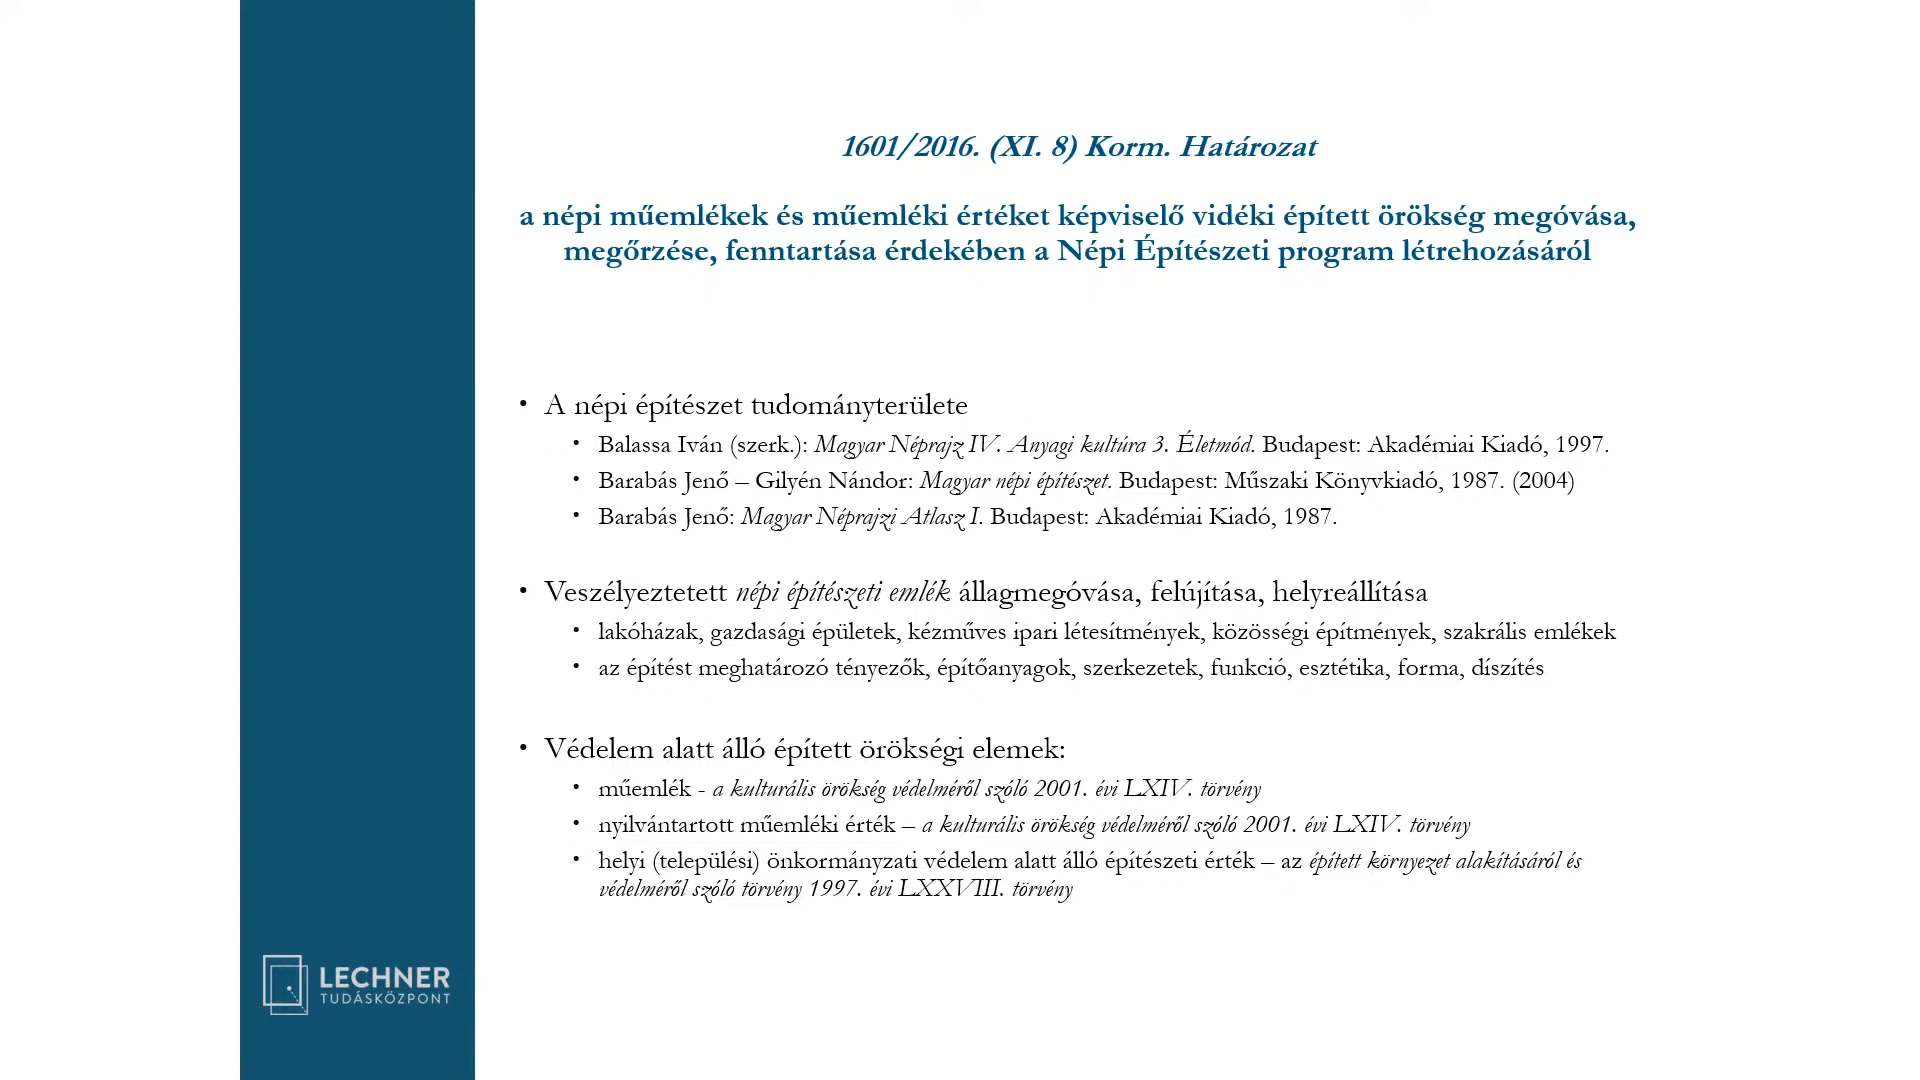 1601/2016. (XI. 8) Korm. Határozat
a népi műemlékek és műemléki értéket képviselő vidéki épített örökség megóvása,
megőrzése, fenntartása érdekében a Népi Építészeti program létrehozásáról
• A népi építészet tudományterülete
• Balassa Iván (szerk.): Magyar Néprajz IV. Anyagi kultúra 3. Életmód. Budapest: Akadémiai Kiadó, 1997.
• Barabás Jenő – Gilyén Nándor: Magyar népi építészet. Budapest: Műszaki Könyvkiadó, 1987. (2004)
• Barabás Jenő: Magyar Néprajzi Atlasz I. Budapest: Akadémiai Kiadó, 1987.
• Veszélyeztetett népi építészeti emlék állagmegóvása, felújítása, helyreállítása
• lakóházak, gazdasági épületek, kézműves ipari létesítmények, közösségi építmények, szakrális emlékek
• az építést meghatározó tényezők, építőanyagok, szerkezetek, funkció, esztétika, forma, díszítés
• Védelem alatt álló épített örökségi elemek:
• műemlék - a kulturális örökség védelméről szóló 2001. évi LXIV. törvény
• nyilvántartott műemléki érték – a kulturális örökség védelméről szóló 2001. évi LXIV. törvény
• helyi (települési) önkormányzati védelem alatt álló építészeti érték – az épített környezet alakításáról és
védelméről szóló törvény 1997. évi LXXVIII. törvény
LECHNER
TUDÁSKÖZPONT